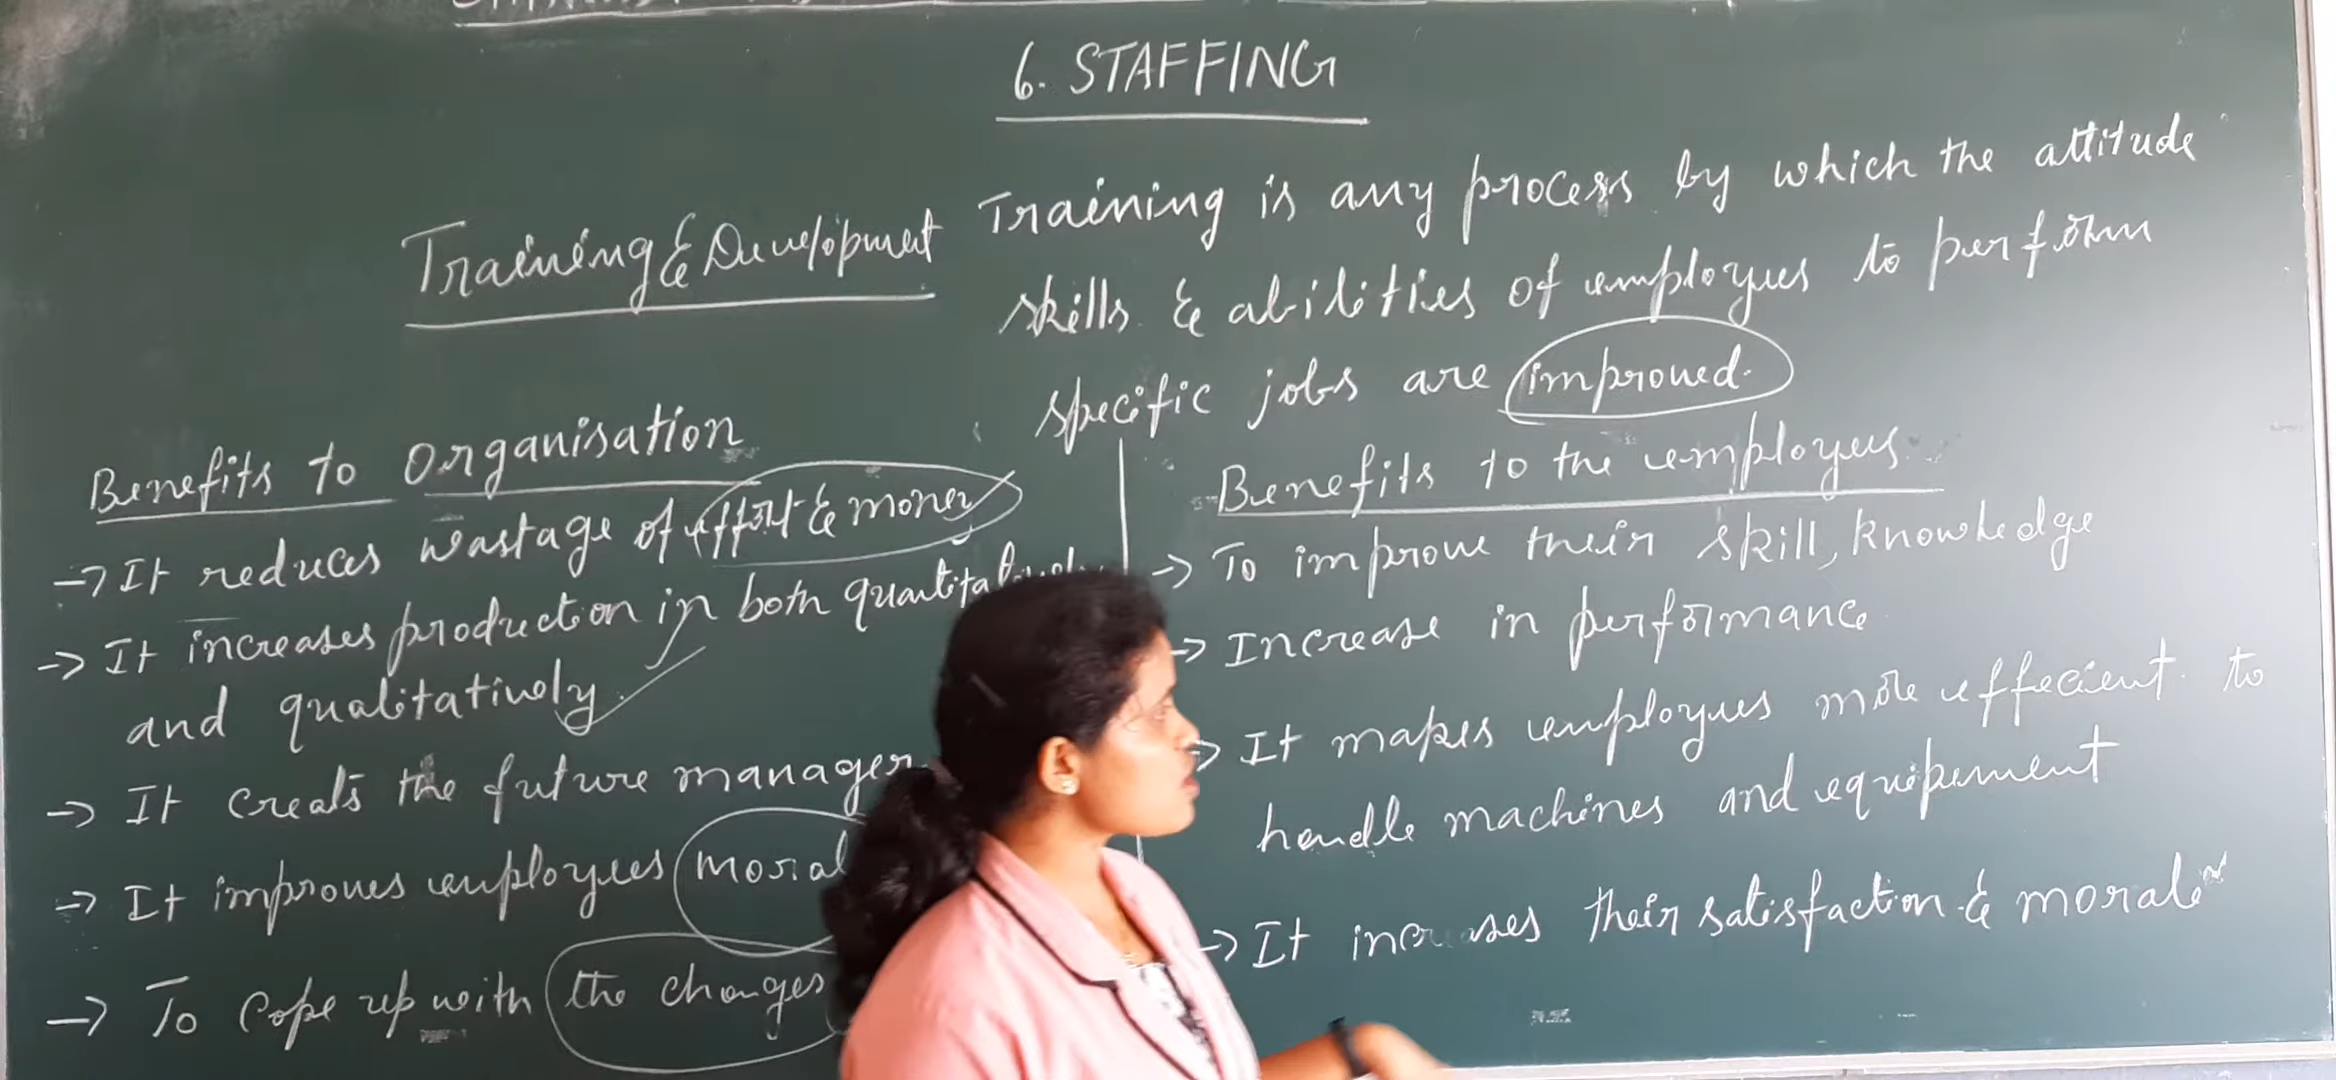 6. STAFFING
Training & Development
Training is any process by which the attitude
skills & abilities of employees to perform
specific jobs are improved.
Benefits to Organisation
→ It reduces wastage of effort & money
→ It increases production in both
and qualitatively
→ It creats the future manager
→ It improves employees
→ To Cope up with the changes
Benefits to the employees
→ To improve their skill, knowledge
→ Increase in performance
→ It makes employees more effecient to
handle machines and equipement
→ It increases their satisfaction & morale